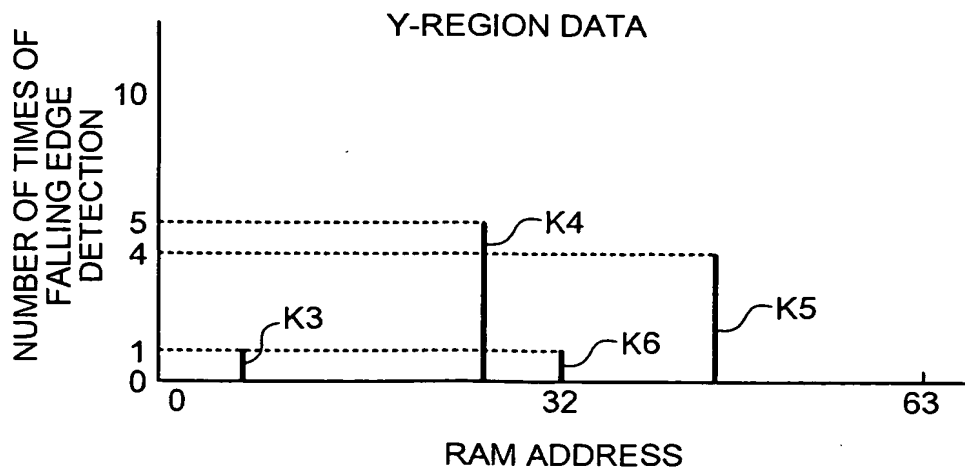 Y-REGION DATA
NUMBER OF TIMES OF
FALLING EDGE
DETECTION
10
5
4
1
0
K4
K5
K3
K6
0
32
63
RAM ADDRESS